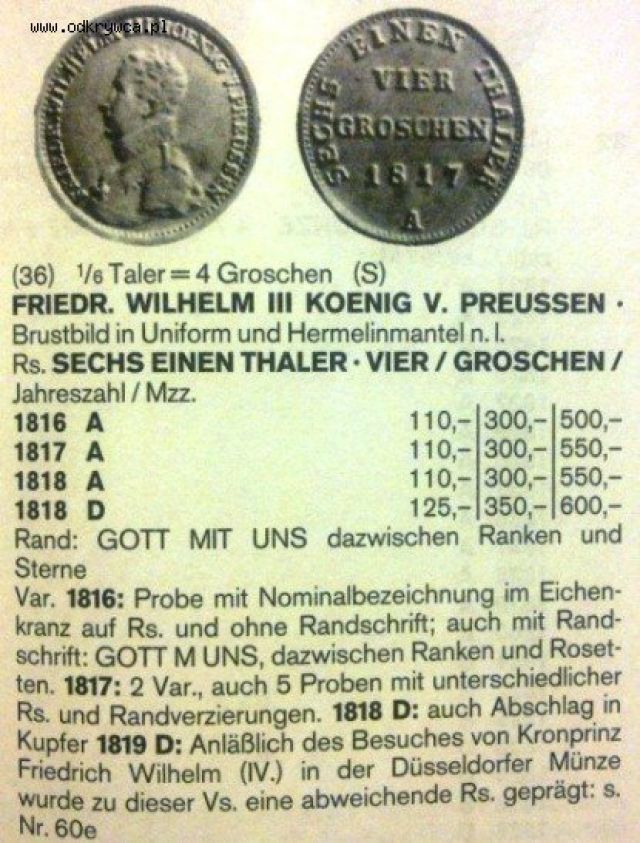 www.odkrywca.pl
FRIEDR. WILHELM III KOENIG V. PREUSSEN
SECHS EINEN THALER
VIER
GROSCHEN
1817
A
(36) 1/6 Taler = 4 Groschen (S)
FRIEDR. WILHELM III KOENIG V. PREUSSEN ·
Brustbild in Uniform und Hermelinmantel n. l.
Rs. SECHS EINEN THALER · VIER / GROSCHEN /
Jahreszahl / Mzz.
1816 A 110,-|300,-|500,-
1817 A 110,-|300,-|550,-
1818 A 110,-|300,-|550,-
1818 D 125,-|350,-|600,-
Rand: GOTT MIT UNS dazwischen Ranken und
Sterne
Var. 1816: Probe mit Nominalbezeichnung im Eichen-
kranz auf Rs. und ohne Randschrift; auch mit Rand-
schrift: GOTT M UNS, dazwischen Ranken und Roset-
ten. 1817: 2 Var., auch 5 Proben mit unterschiedlicher
Rs. und Randverzierungen. 1818 D: auch Abschlag in
Kupfer 1819 D: Anläßlich des Besuches von Kronprinz
Friedrich Wilhelm (IV.) in der Düsseldorfer Münze
wurde zu dieser Vs. eine abweichende Rs. geprägt: s.
Nr. 60e